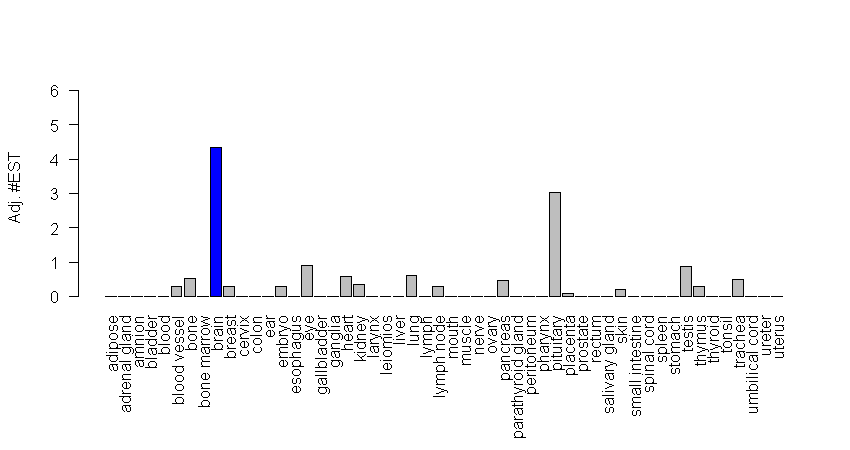 6
5
4
3
2
1
0
Adj. #EST
adipose
adrenal gland
amnion
bladder
blood
blood vessel
bone
bone marrow
brain
breast
cervix
colon
ear
embryo
esophagus
eye
gallbladder
ganglia
heart
kidney
larynx
leiomios
liver
lung
lymph
lymph node
mouth
muscle
nerve
ovary
pancreas
parathyroid gland
peritoneum
pharynx
pituitary
placenta
prostate
rectum
salivary gland
skin
small intestine
spinal cord
spleen
stomach
testis
thymus
thyroid
tonsil
trachea
umbilical cord
ureter
uterus